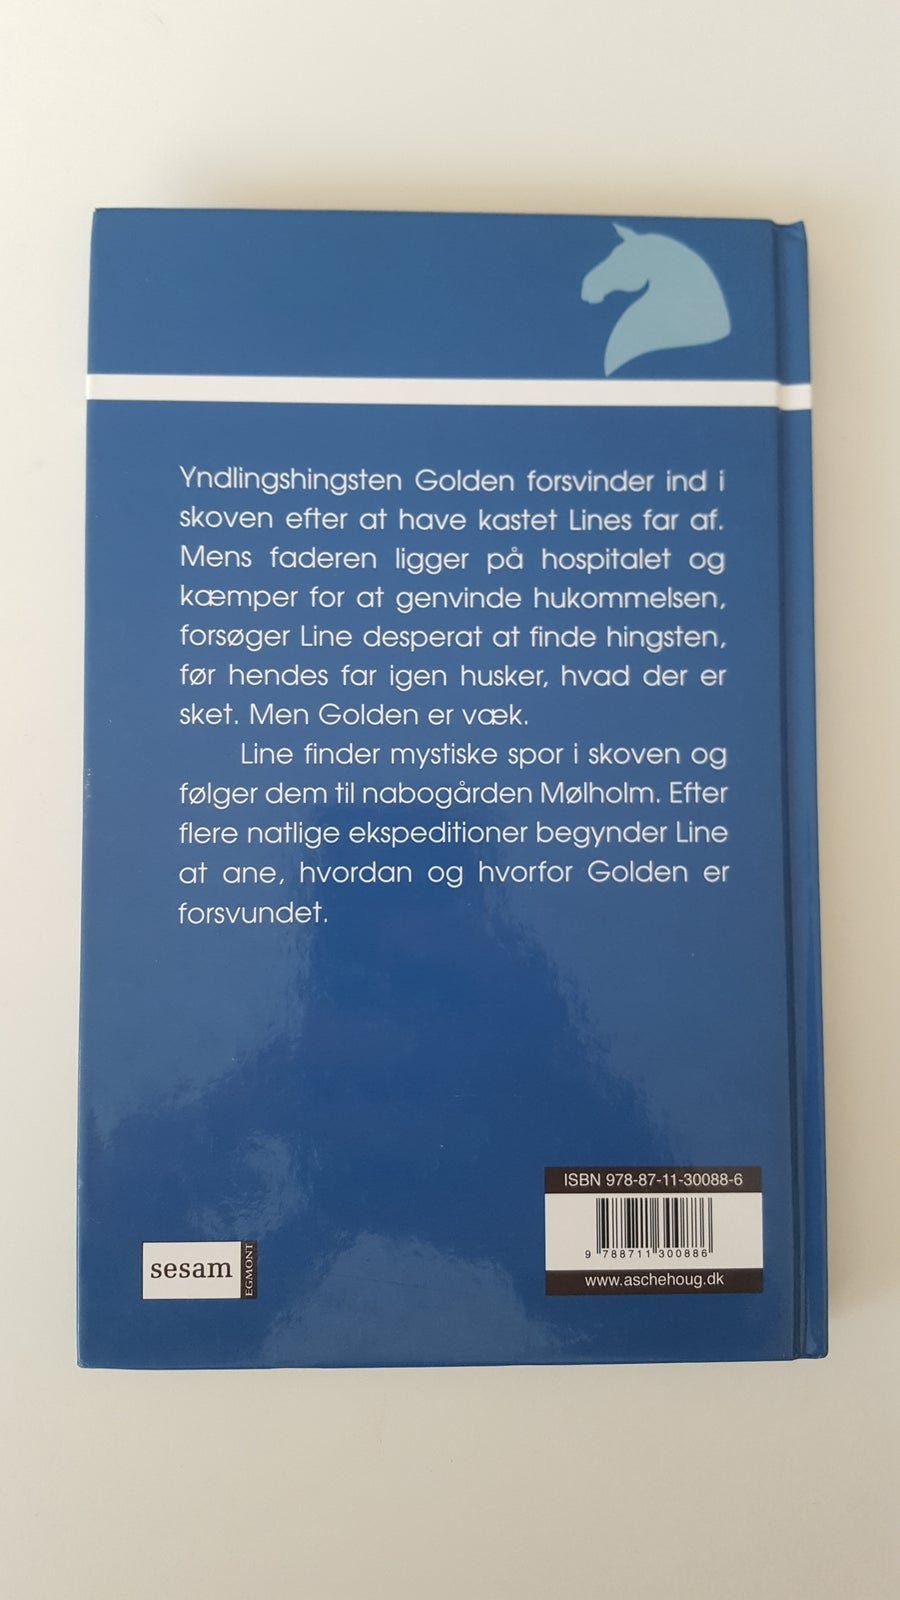 Yndlingshingsten Golden forsvinder ind i
skoven efter at have kastet Lines far af.
Mens faderen ligger på hospitalet og
kæmper for at genvinde hukommelsen,
forsøger Line desperat at finde hingsten,
før hendes far igen husker, hvad der er
sket. Men Golden er væk.
Line finder mystiske spor i skoven og
følger dem til nabogården Mølholm. Efter
flere natlige ekspeditioner begynder Line
at ane, hvordan og hvorfor Golden er
forsvundet.
ISBN 978-87-11-30088-6
9 788711 300886
www.aschehoug.dk
sesam
EGMONT